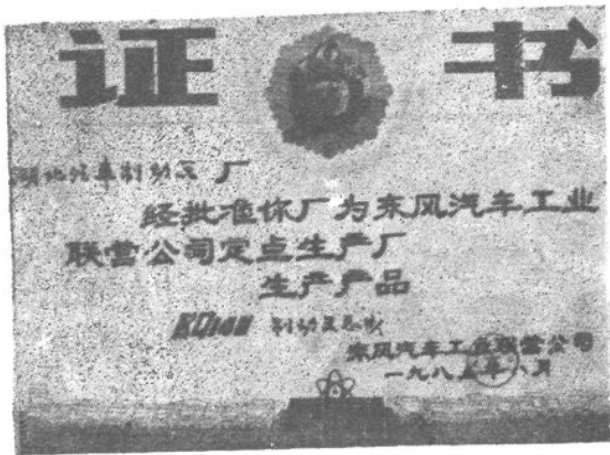 证书
湖北汽车制动器厂
经批准你厂为东风汽车工业
联营公司定点生产厂
生产产品
制动器总成
东风汽车工业联营公司
一九八五年八月